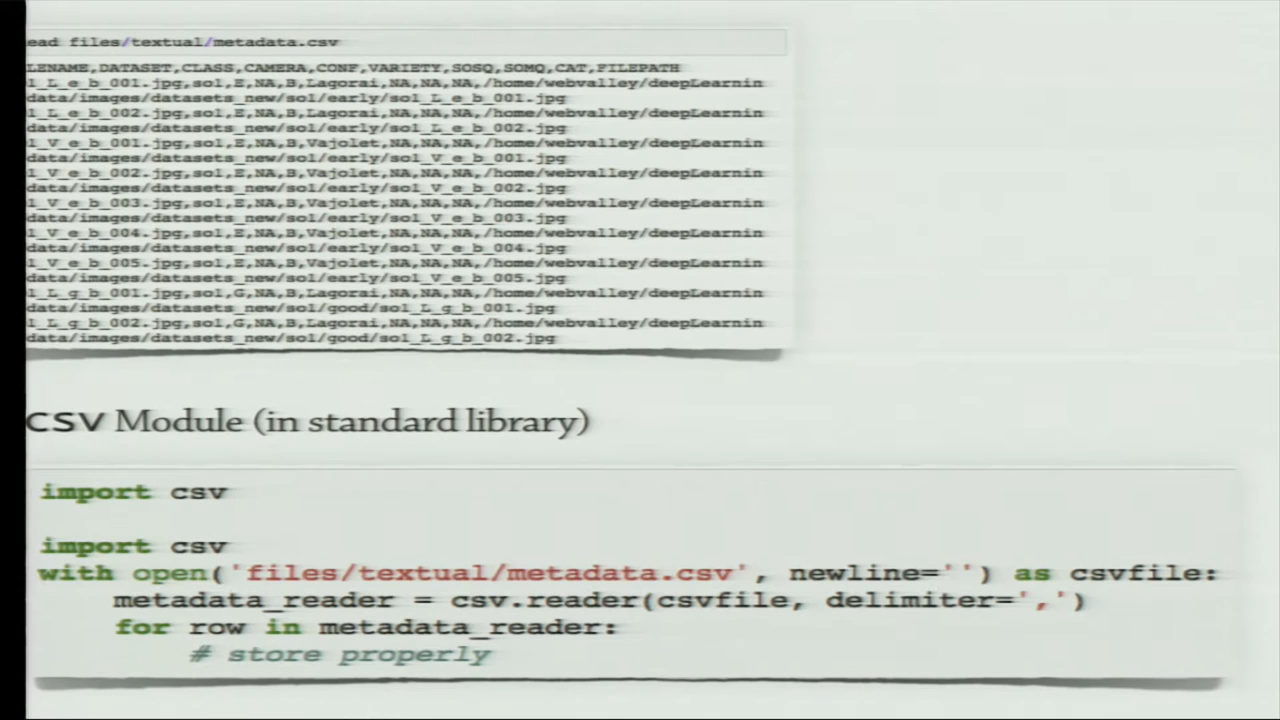 ead files/textual/metadata.csv
LENAME,DATASET,CLASS,CAMERA,CONF,VARIETY,SOSQ,SOMQ,CAT,FILEPATH
l_L_e_b_001.jpg,sol,E,NA,B,Lagorai,NA,NA,NA,/home/webvalley/deepLearnin
data/images/datasets_new/sol/early/sol_L_e_b_001.jpg
l_L_e_b_002.jpg,sol,E,NA,B,Lagorai,NA,NA,NA,/home/webvalley/deepLearnin
data/images/datasets_new/sol/early/sol_L_e_b_002.jpg
l_V_e_b_001.jpg,sol,E,NA,B,Vajolet,NA,NA,NA,/home/webvalley/deepLearnin
data/images/datasets_new/sol/early/sol_V_e_b_001.jpg
l_V_e_b_002.jpg,sol,E,NA,B,Vajolet,NA,NA,NA,/home/webvalley/deepLearnin
data/images/datasets_new/sol/early/sol_V_e_b_002.jpg
l_V_e_b_003.jpg,sol,E,NA,B,Vajolet,NA,NA,NA,/home/webvalley/deepLearnin
data/images/datasets_new/sol/early/sol_V_e_b_003.jpg
l_V_e_b_004.jpg,sol,E,NA,B,Vajolet,NA,NA,NA,/home/webvalley/deepLearnin
data/images/datasets_new/sol/early/sol_V_e_b_004.jpg
l_V_e_b_005.jpg,sol,E,NA,B,Vajolet,NA,NA,NA,/home/webvalley/deepLearnin
data/images/datasets_new/sol/early/sol_V_e_b_005.jpg
l_L_g_b_001.jpg,sol,G,NA,B,Lagorai,NA,NA,NA,/home/webvalley/deepLearnin
data/images/datasets_new/sol/good/sol_L_g_b_001.jpg
l_L_g_b_002.jpg,sol,G,NA,B,Lagorai,NA,NA,NA,/home/webvalley/deepLearnin
data/images/datasets_new/sol/good/sol_L_g_b_002.jpg
CSV Module (in standard library)
import csv
import csv
with open('files/textual/metadata.csv', newline='') as csvfile:
metadata_reader = csv.reader(csvfile, delimiter=',')
for row in metadata_reader:
# store properly